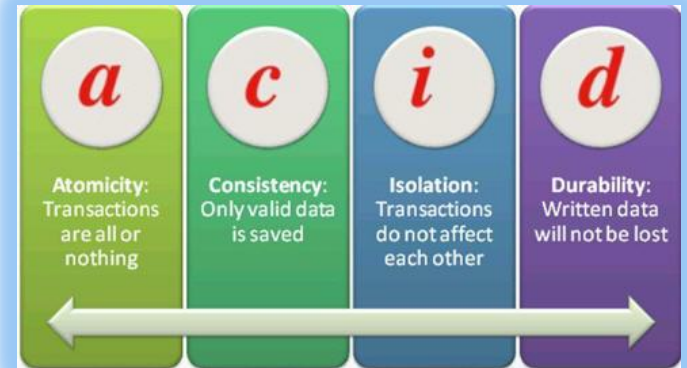 a
Atomicity:
Transactions
are all or
nothing
c
Consistency:
Only valid data
is saved
i
Isolation:
Transactions
do not affect
each other
d
Durability:
Written data
will not be lost